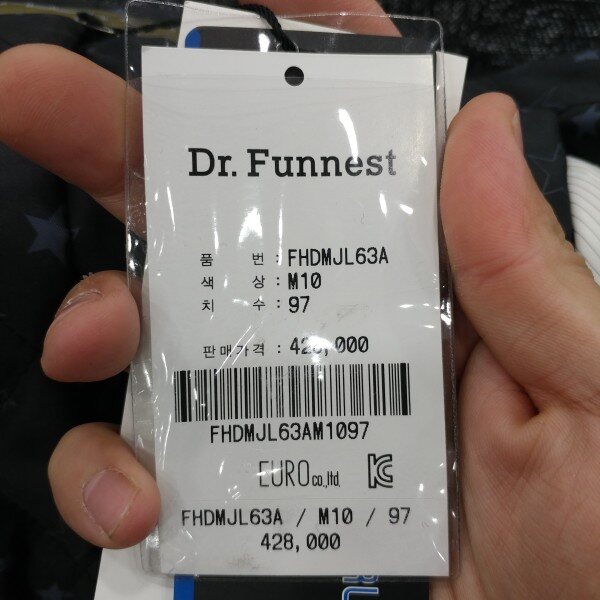 Dr. Funnest
품 번 : FHDMJL63A
색 상 : M10
치 수 : 97
판매가격 : 428,000
FHDMJL63AM1097
EURO co.,ltd.
KC
FHDMJL63A / M10 / 97
428,000